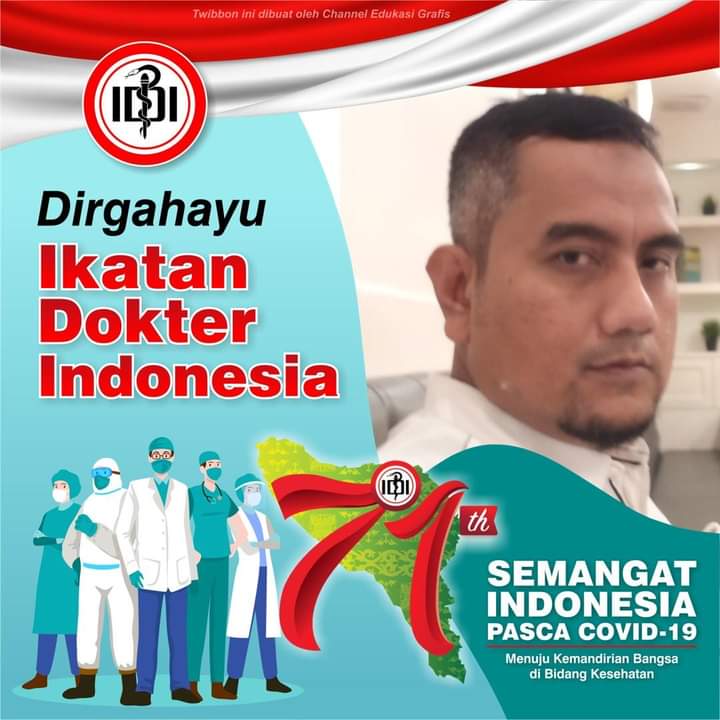 Twibbon ini dibuat oleh Channel Edukasi Grafis
IDI
Dirgahayu
Ikatan
Dokter
Indonesia
IDI
71th
SEMANGAT
INDONESIA
PASCA COVID-19
Menuju Kemandirian Bangsa
di Bidang Kesehatan